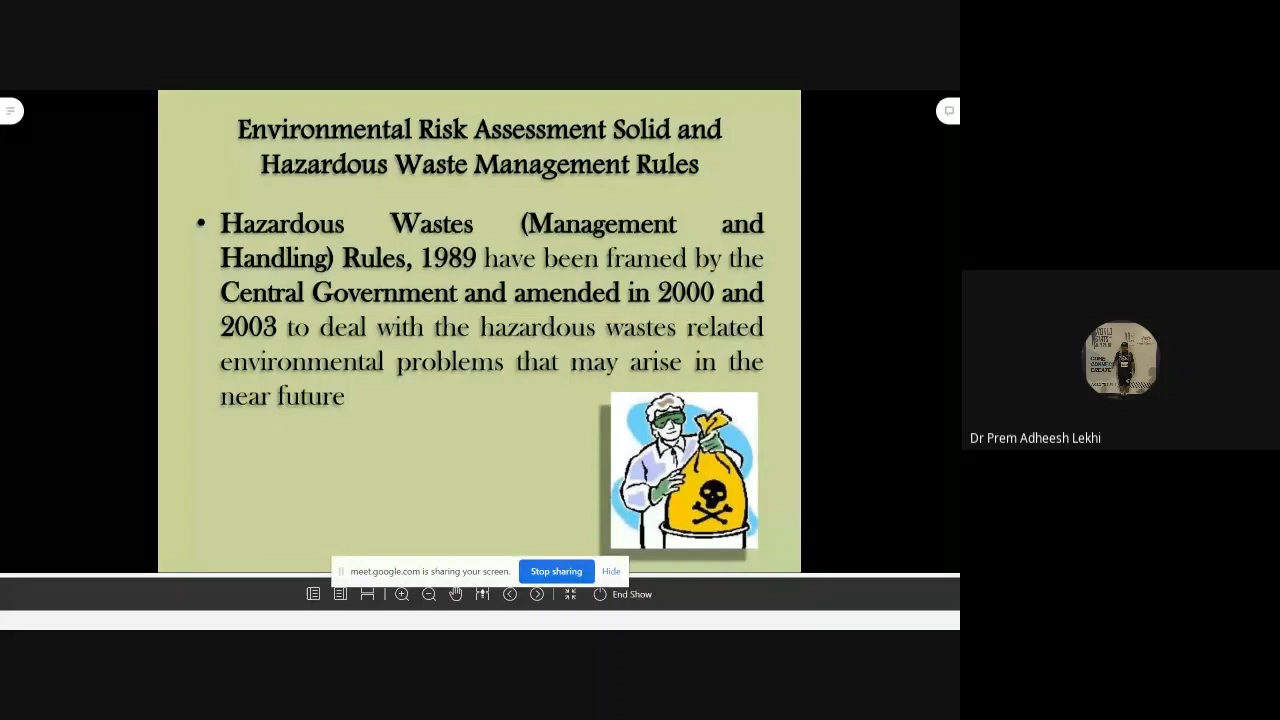 Environmental Risk Assessment Solid and
Hazardous Waste Management Rules
• Hazardous Wastes (Management and
Handling) Rules, 1989 have been framed by the
Central Government and amended in 2000 and
2003 to deal with the hazardous wastes related
environmental problems that may arise in the
near future
meet.google.com is sharing your screen. Stop sharing Hide
End Show
Dr Prem Adheesh Lekhi